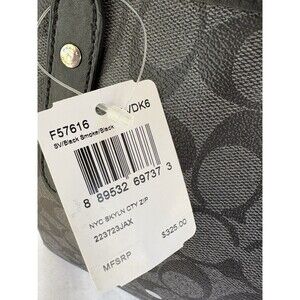 F57616 VDK6
SV/Black Smoke/Black
8 89532 69737 3
NYC SKYLN CTY ZIP
223723JAX
$325.00
MFSRP